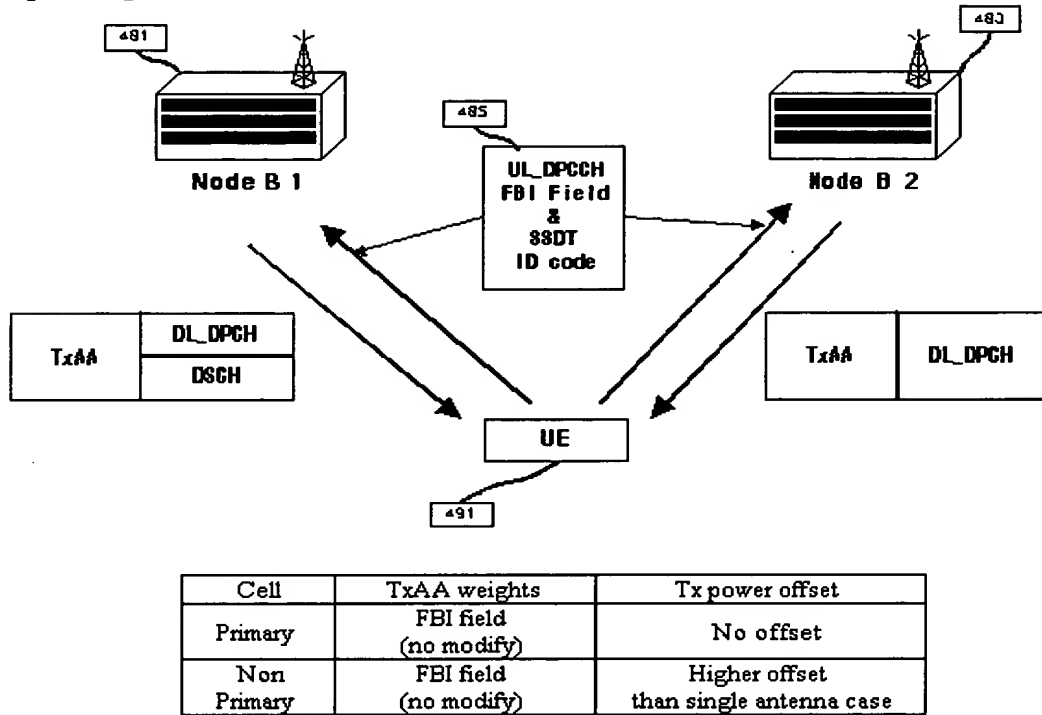 481
483
485
Node B 1
UL_DPCCH
FBI Field
&
SSDT
ID code
Node B 2
TxAA
DL_DPCH
DSCH
TxAA
DL_DPCH
UE
491
Cell
TxAA weights
Tx power offset
Primary
FBI field
(no modify)
No offset
Non
Primary
FBI field
(no modify)
Higher offset
than single antenna case